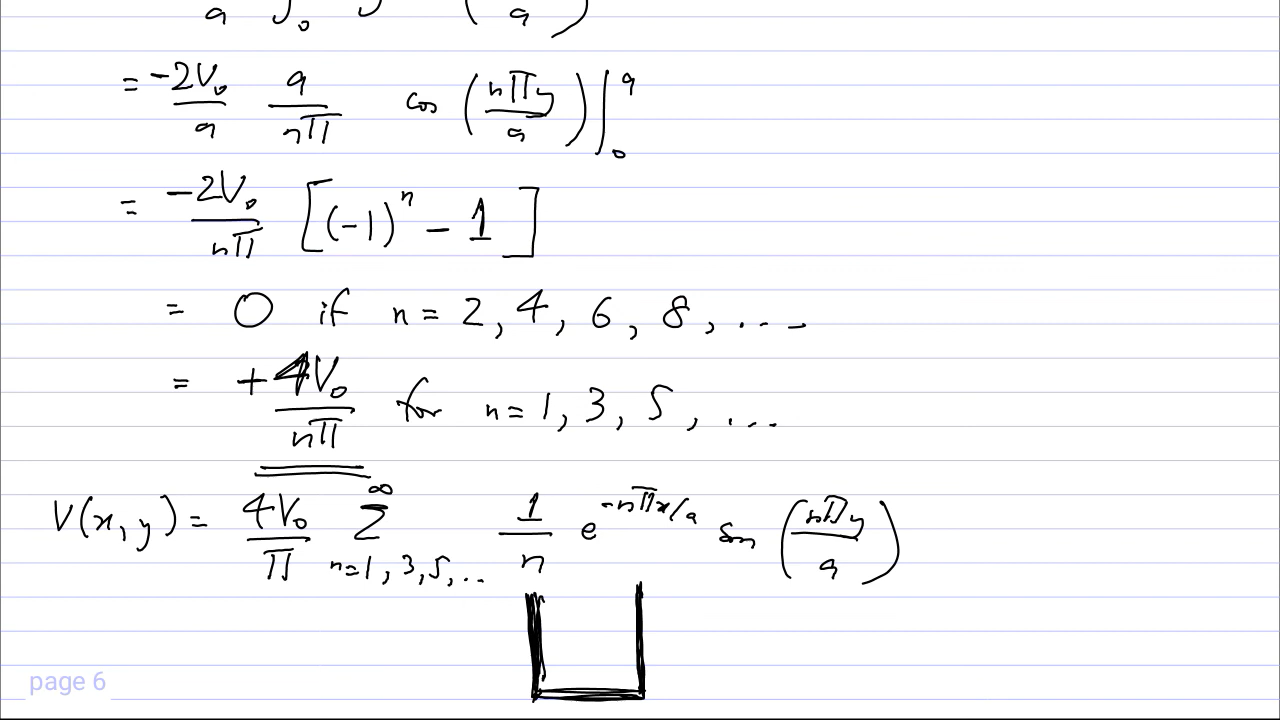 a ∫₀ y ( a )
= -2V₀/a a/nπ cos (nπy/a) |₀ᵃ
= -2V₀/nπ [(-1)ⁿ - 1]
= 0 if n = 2, 4, 6, 8, ...
= + 4V₀/nπ for n = 1, 3, 5, ...
V(x, y) = 4V₀/π Σ^∞_{n=1, 3, 5, ..} 1/n e^{-nπx/a} sin (nπy/a)
page 6